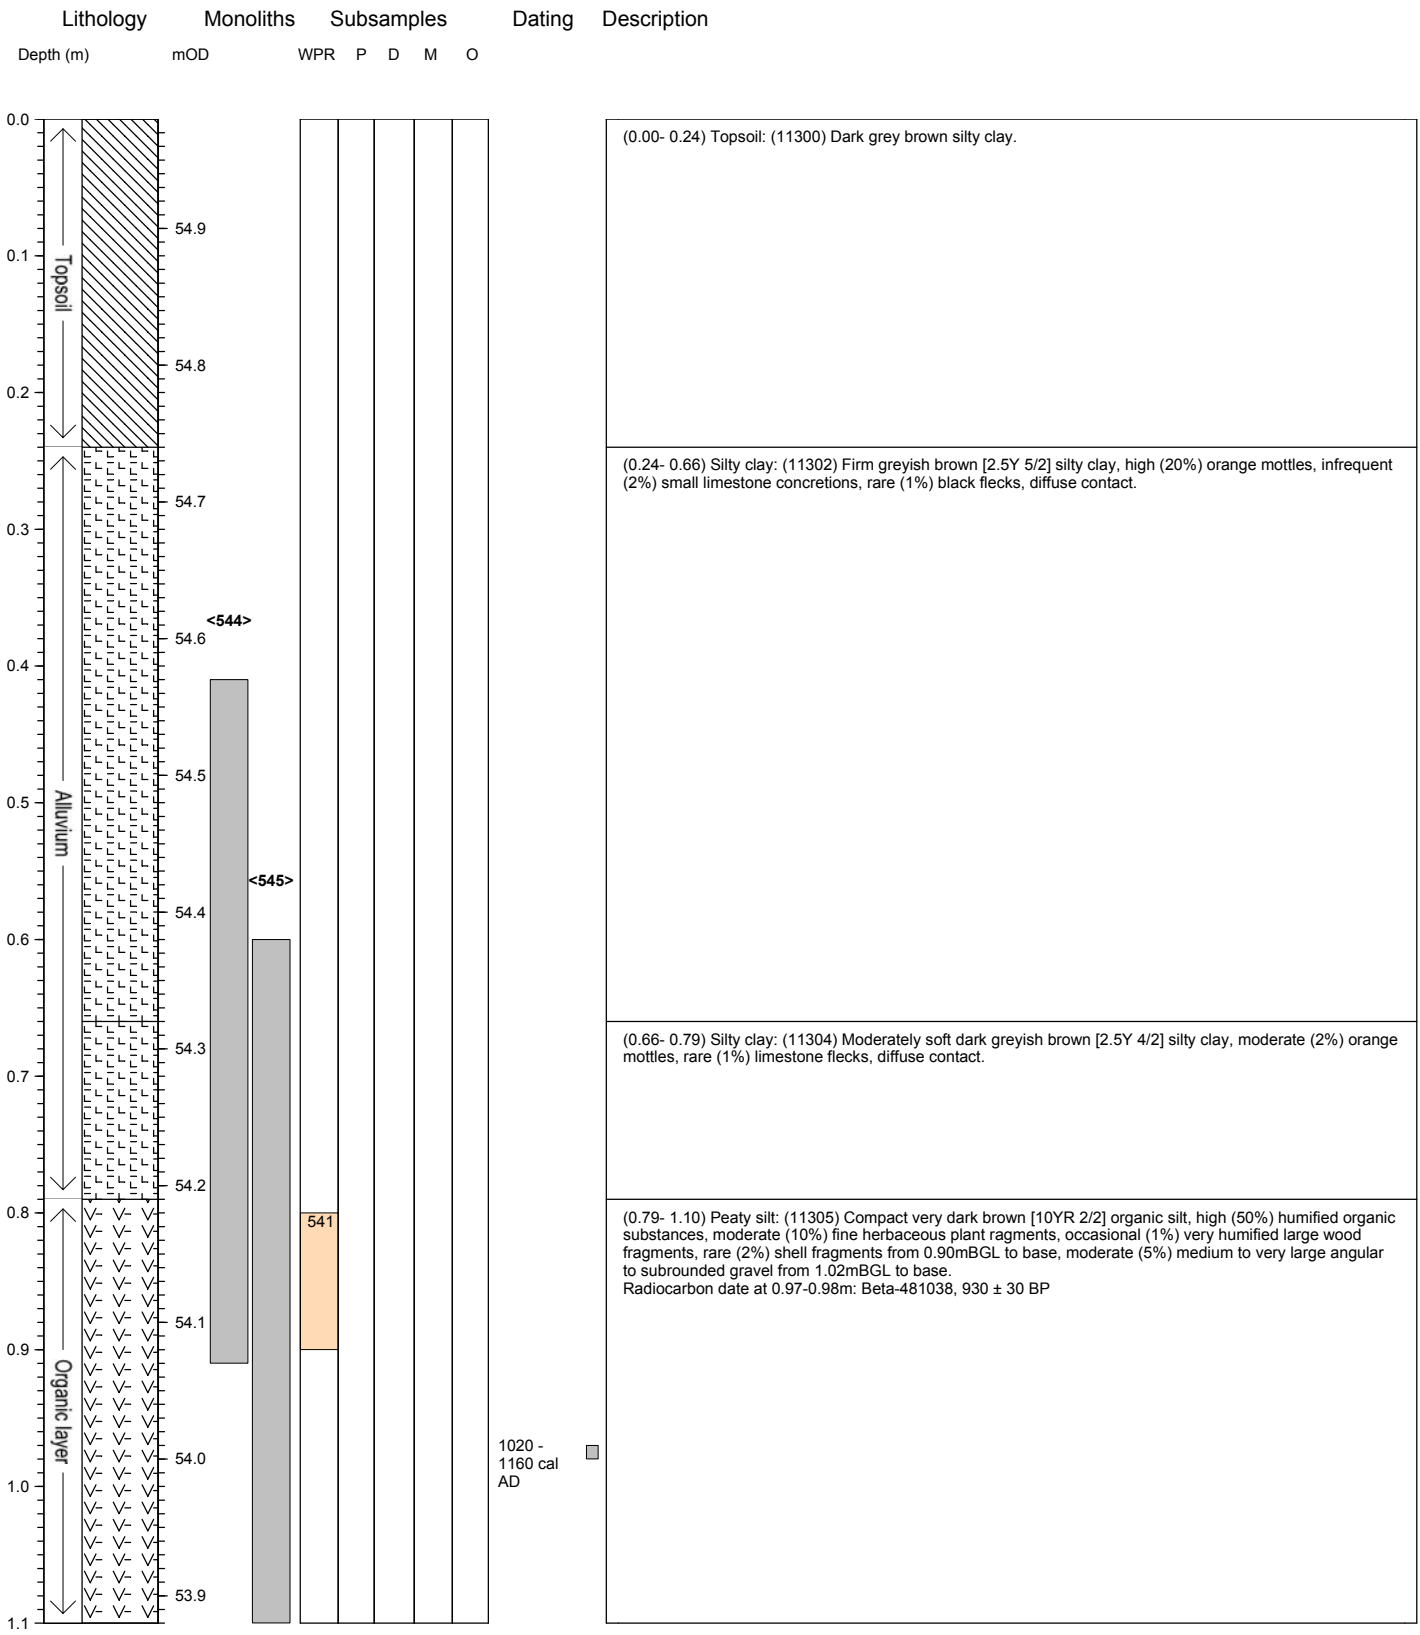 Lithology Monoliths Subsamples Dating Description
Depth (m) mOD WPR P D M O
0.0
(0.00- 0.24) Topsoil: (11300) Dark grey brown silty clay.
54.9
0.1
Topsoil
54.8
0.2
(0.24- 0.66) Silty clay: (11302) Firm greyish brown [2.5Y 5/2] silty clay, high (20%) orange mottles, infrequent
(2%) small limestone concretions, rare (1%) black flecks, diffuse contact.
54.7
0.3
<544>
54.6
0.4
54.5
0.5
Alluvium
<545>
54.4
0.6
(0.66- 0.79) Silty clay: (11304) Moderately soft dark greyish brown [2.5Y 4/2] silty clay, moderate (2%) orange
mottles, rare (1%) limestone flecks, diffuse contact.
54.3
0.7
54.2
0.8
541
(0.79- 1.10) Peaty silt: (11305) Compact very dark brown [10YR 2/2] organic silt, high (50%) humified organic
substances, moderate (10%) fine herbaceous plant ragments, occasional (1%) very humified large wood
fragments, rare (2%) shell fragments from 0.90mBGL to base, moderate (5%) medium to very large angular
to subrounded gravel from 1.02mBGL to base.
Radiocarbon date at 0.97-0.98m: Beta-481038, 930 ± 30 BP
54.1
0.9
Organic layer
1020 -
1160 cal
AD
54.0
1.0
53.9
1.1